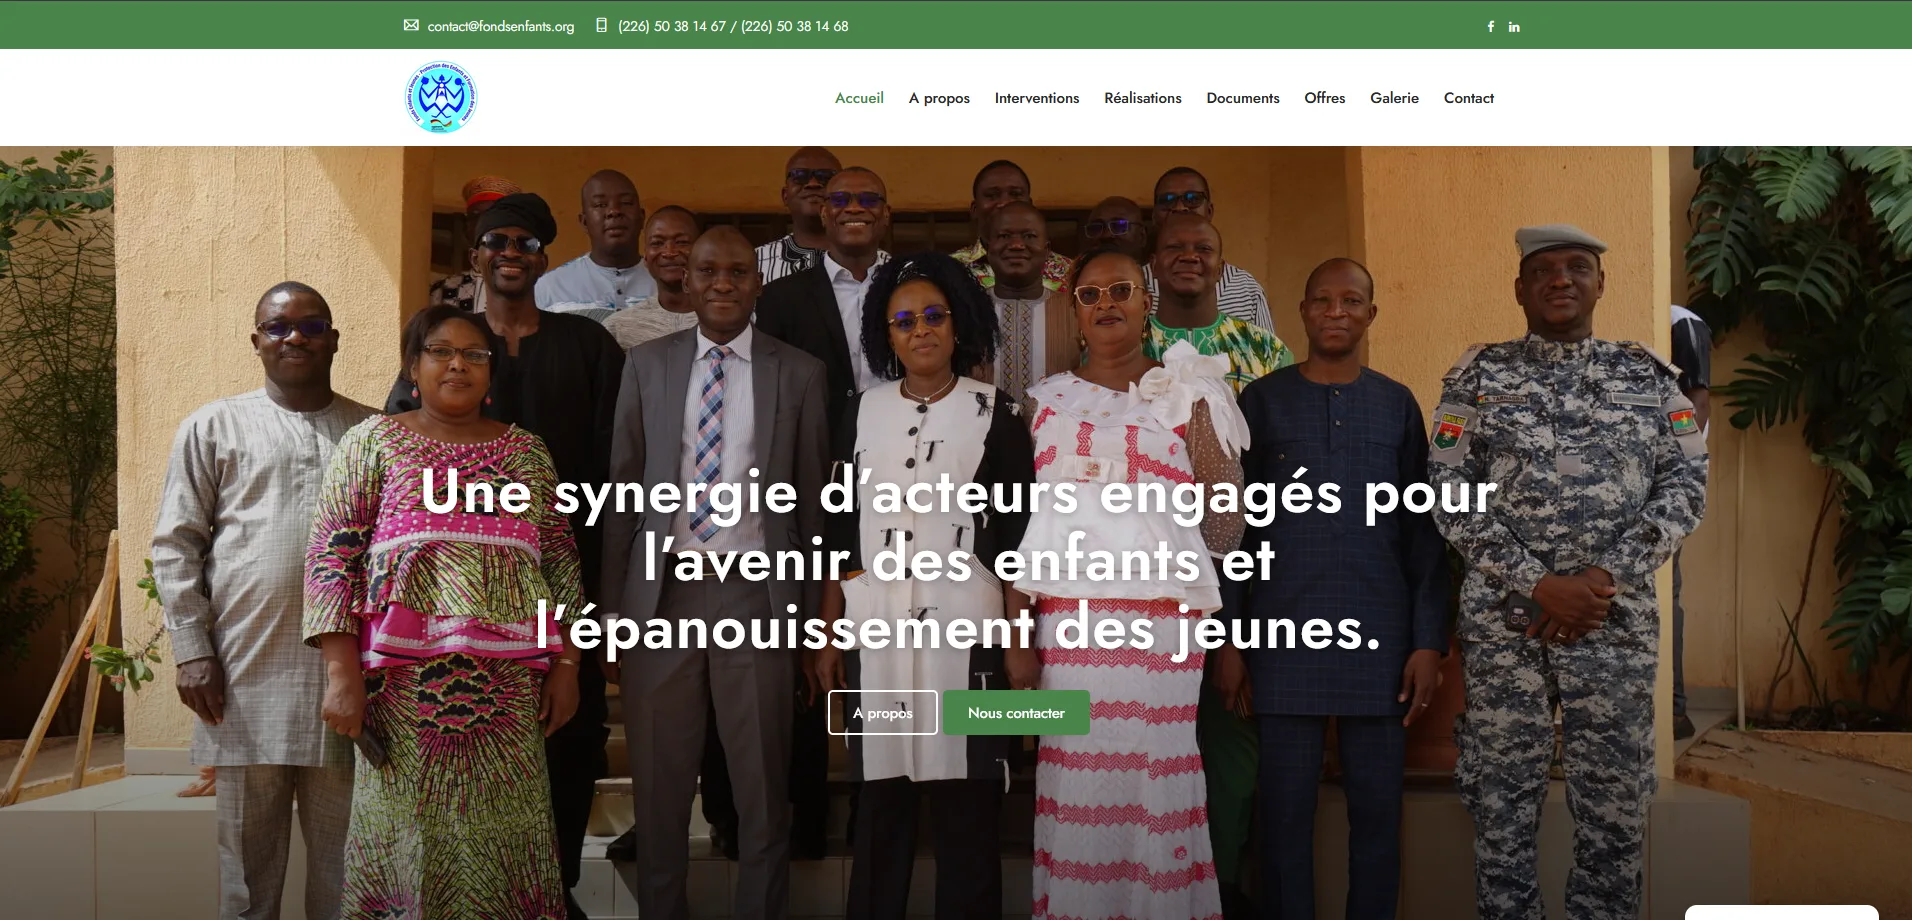 contact@fondsenfants.org (226) 50 38 14 67 / (226) 50 38 14 68
Accueil A propos Interventions Réalisations Documents Offres Galerie Contact
Une synergie d'acteurs engagés pour
l'avenir des enfants et
l'épanouissement des jeunes.
A propos Nous contacter